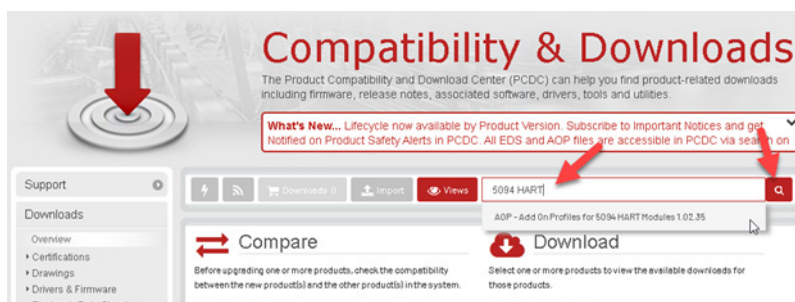 Compatibility & Downloads
The Product Compatibility and Download Center (PCDC) can help you find product-related downloads
including firmware, release notes, associated software, drivers, tools and utilities.
What's New... Lifecycle now available by Product Version. Subscribe to Important Notices and get
Notified on Product Safety Alerts in PCDC. All EDS and AOP files are accessible in PCDC via search on
Support
Downloads 0
Import
Views
5094 HART
Downloads
AOP - Add On Profiles for 5094 HART Modules 1.02.35
Overview
Certifications
Drawings
Drivers & Firmware
Compare
Before upgrading one or more products, check the compatibility
between the new product(s) and the other product(s) in the system.
Download
Select one or more products to view the available downloads for
those products.